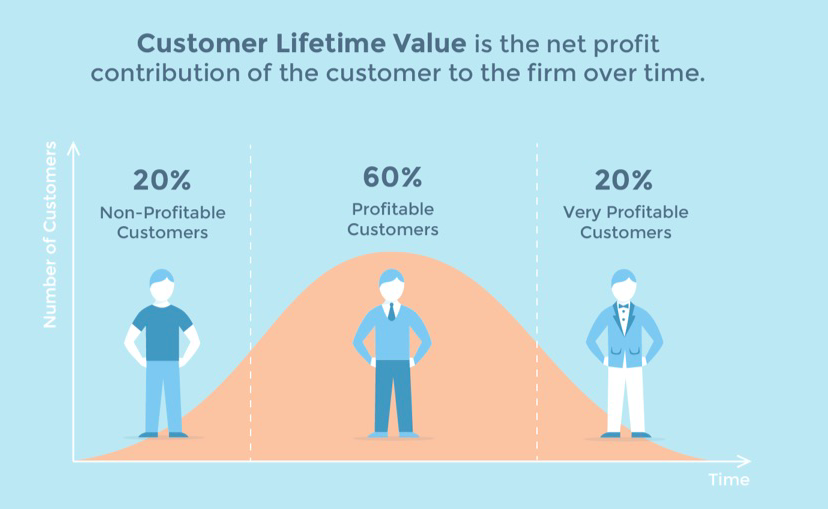 Customer Lifetime Value is the net profit
contribution of the customer to the firm over time.
Number of Customers
20%
Non-Profitable
Customers
60%
Profitable
Customers
20%
Very Profitable
Customers
Time